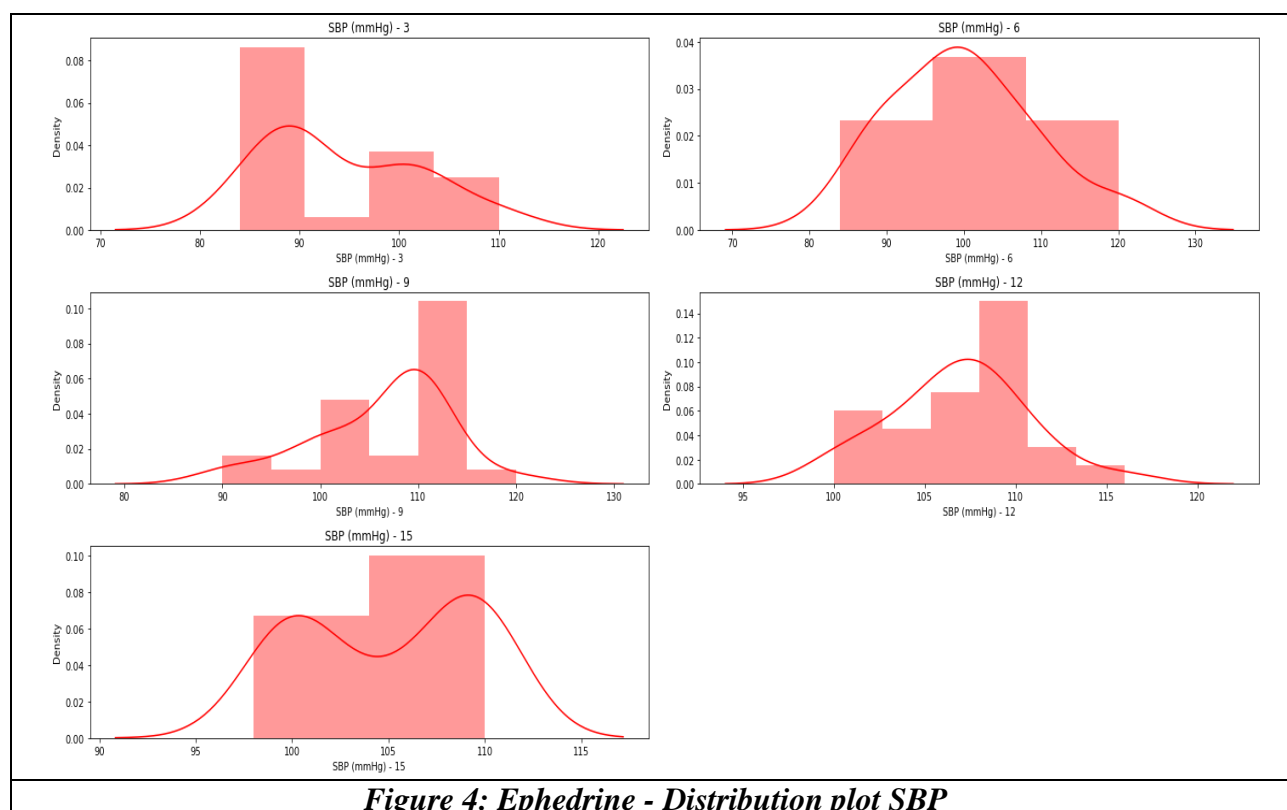 SBP (mmHg) - 3
0.08
0.06
0.04
0.02
0.00
Density
70 80 90 100 110 120
SBP (mmHg) - 3
SBP (mmHg) - 6
0.04
0.03
0.02
0.01
0.00
Density
70 80 90 100 110 120 130
SBP (mmHg) - 6
SBP (mmHg) - 9
0.10
0.08
0.06
0.04
0.02
0.00
Density
80 90 100 110 120 130
SBP (mmHg) - 9
SBP (mmHg) - 12
0.14
0.12
0.10
0.08
0.06
0.04
0.02
0.00
Density
95 100 105 110 115 120
SBP (mmHg) - 12
SBP (mmHg) - 15
0.10
0.08
0.06
0.04
0.02
0.00
Density
90 95 100 105 110 115
SBP (mmHg) - 15
Figure 4: Ephedrine - Distribution plot SBP